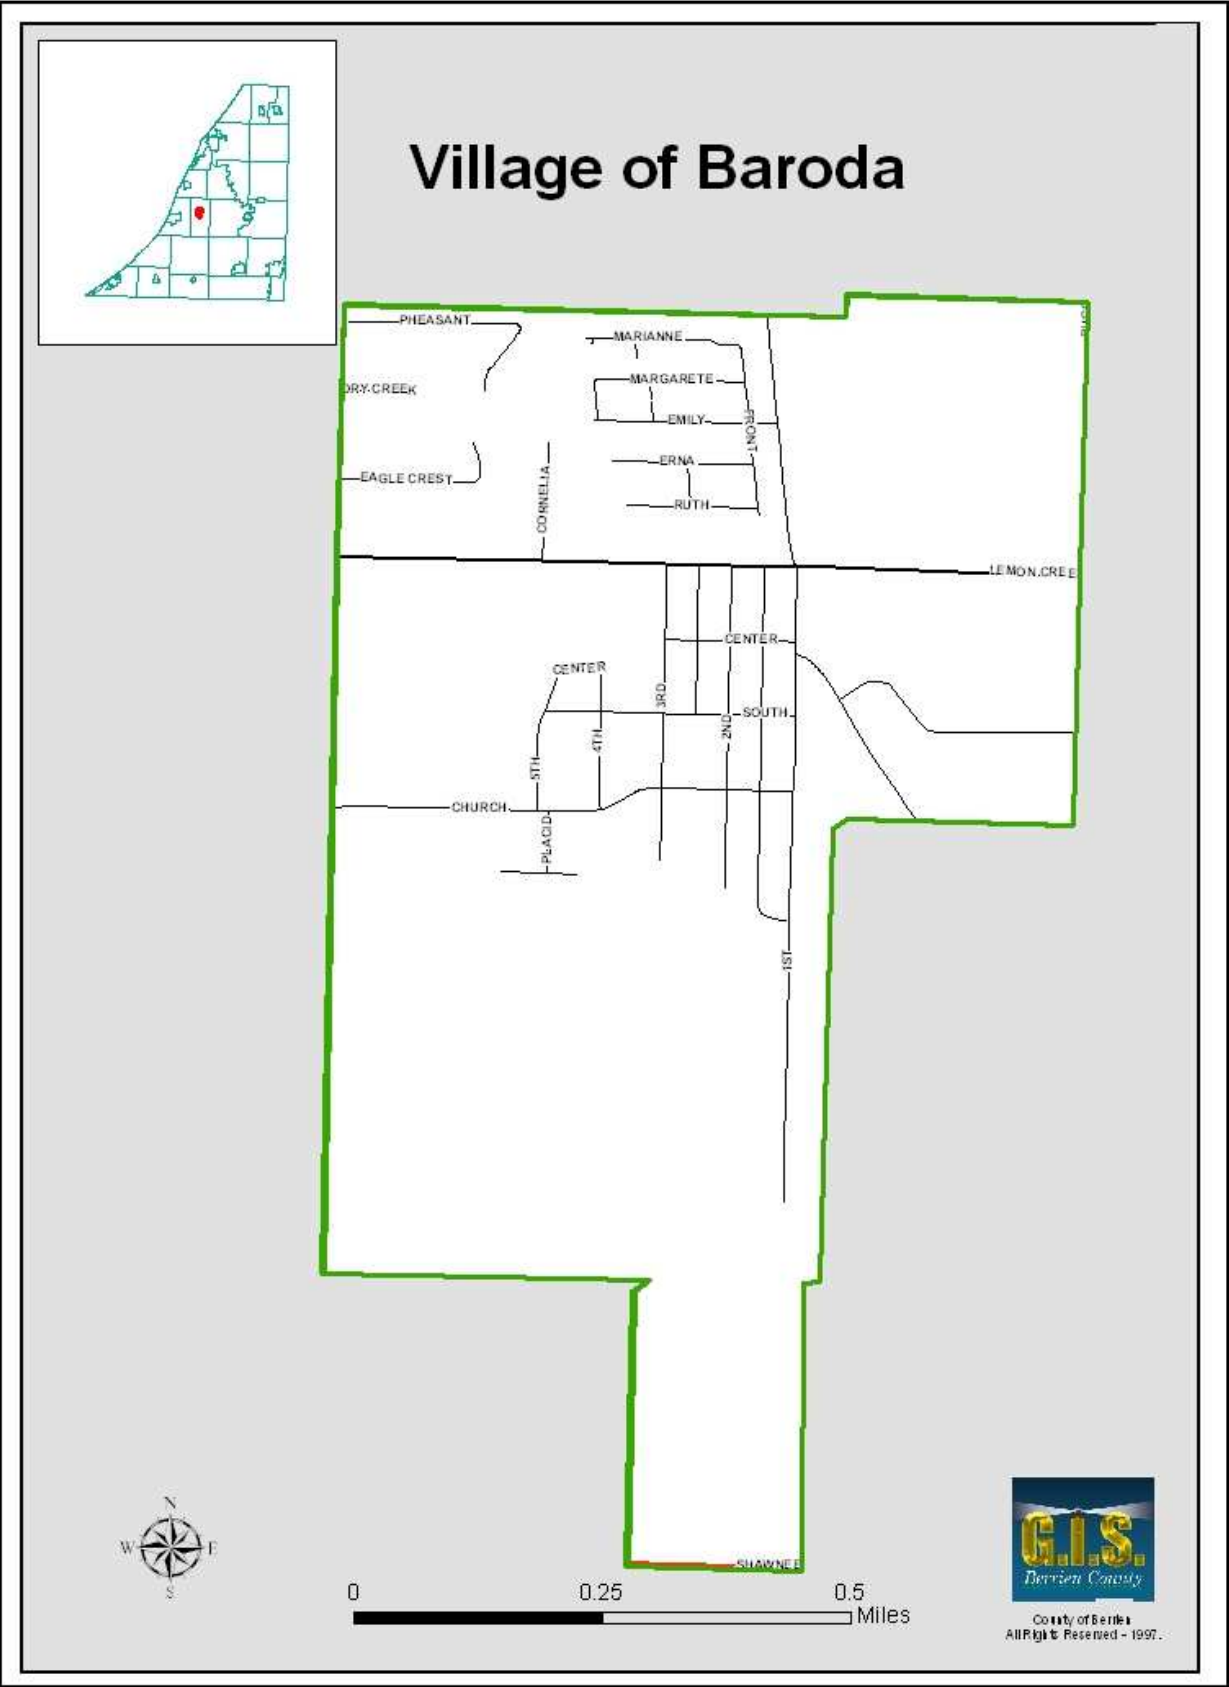 Village of Baroda
PHEASANT
MARIANNE
DRY CREEK
MARGARETE
EMILY
FRONT
ERNA
EAGLE CREST
CORNELIA
RUTH
LEMON CREE
CENTER
CENTER
3RD
SOUTH
2ND
4TH
5TH
CHURCH
PLACID
1ST
SHAWNEE
N
W E
S
0 0.25 0.5
Miles
G.I.S.
Berrien County
County of Berrien
All Rights Reserved - 1997.